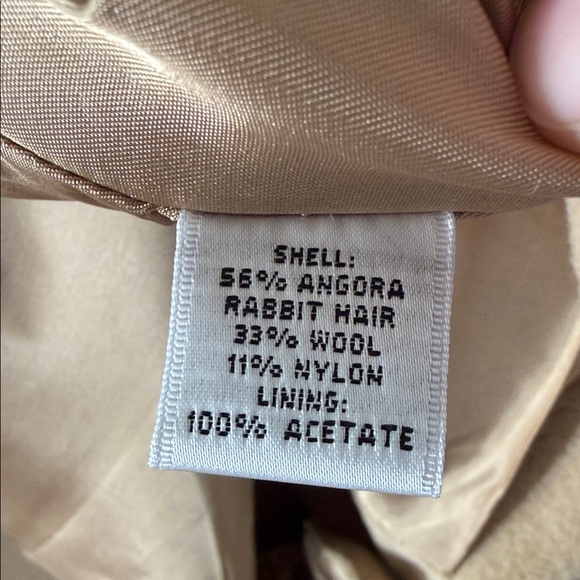 SHELL:
56% ANGORA
RABBIT HAIR
33% WOOL
11% NYLON
LINING:
100% ACETATE